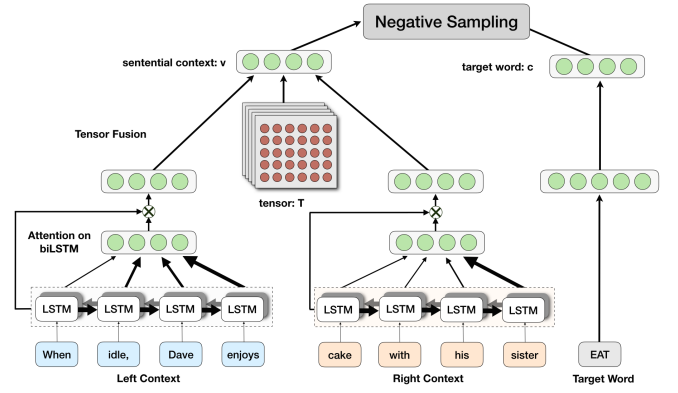 Negative Sampling
sentential context: v
target word: c
Tensor Fusion
tensor: T
Attention on
biLSTM
LSTM LSTM LSTM LSTM
LSTM LSTM LSTM LSTM
When idle, Dave enjoys
cake with his sister
EAT
Left Context
Right Context
Target Word